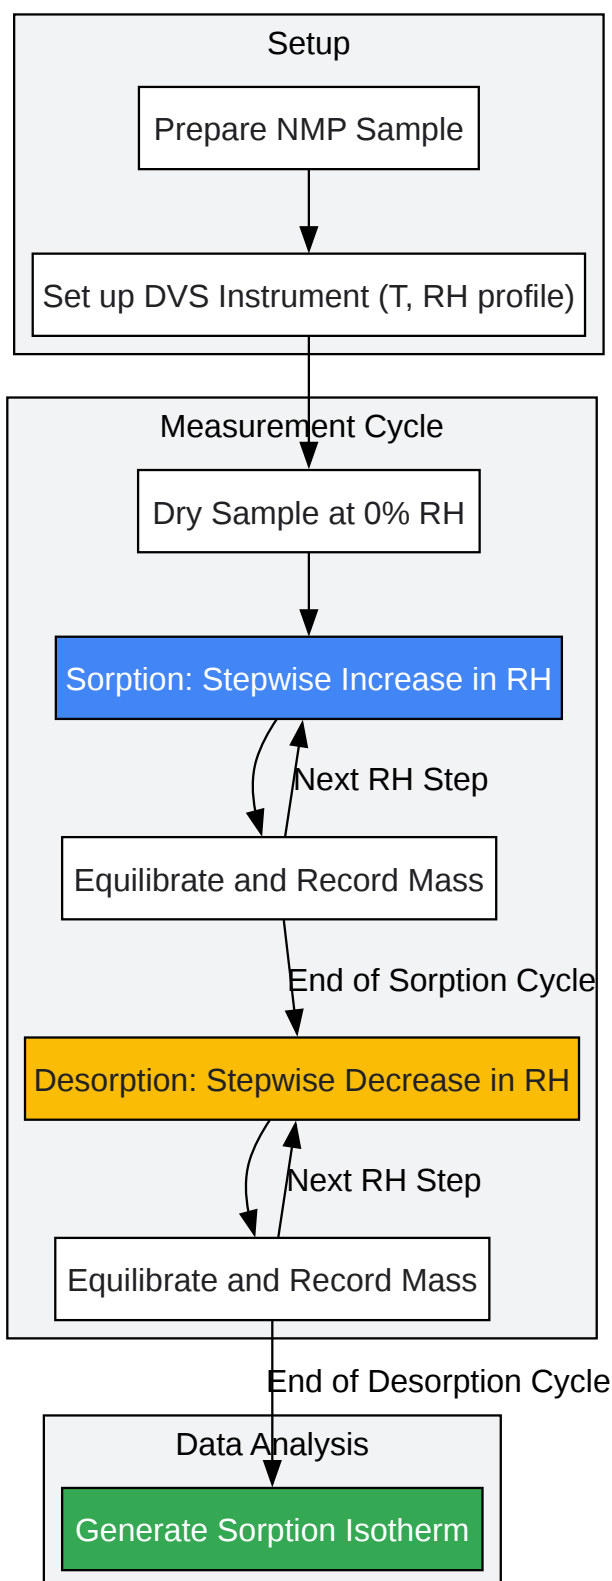 Setup
Prepare NMP Sample
Set up DVS Instrument (T, RH profile)
Measurement Cycle
Dry Sample at 0% RH
Sorption: Stepwise Increase in RH
Next RH Step
Equilibrate and Record Mass
End of Sorption Cycle
Desorption: Stepwise Decrease in RH
Next RH Step
Equilibrate and Record Mass
End of Desorption Cycle
Data Analysis
Generate Sorption Isotherm